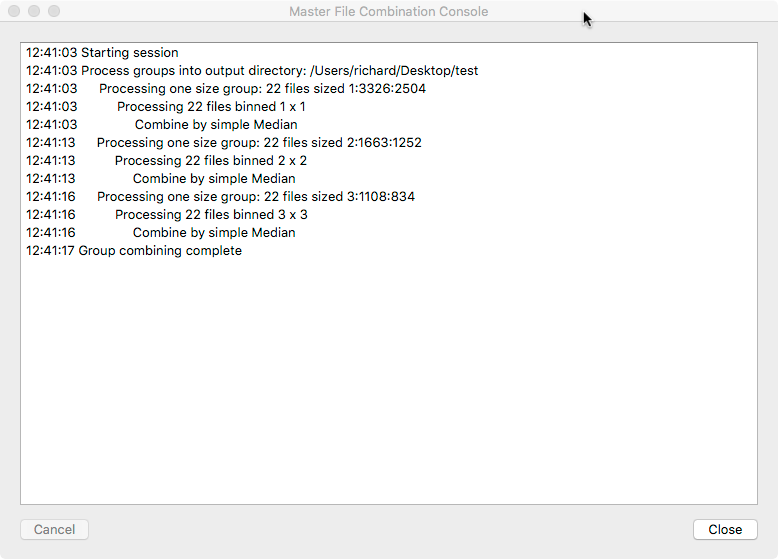 Master File Combination Console
12:41:03 Starting session
12:41:03 Process groups into output directory: /Users/richard/Desktop/test
12:41:03 Processing one size group: 22 files sized 1:3326:2504
12:41:03 Processing 22 files binned 1 x 1
12:41:03 Combine by simple Median
12:41:13 Processing one size group: 22 files sized 2:1663:1252
12:41:13 Processing 22 files binned 2 x 2
12:41:13 Combine by simple Median
12:41:16 Processing one size group: 22 files sized 3:1108:834
12:41:16 Processing 22 files binned 3 x 3
12:41:16 Combine by simple Median
12:41:17 Group combining complete
Cancel
Close